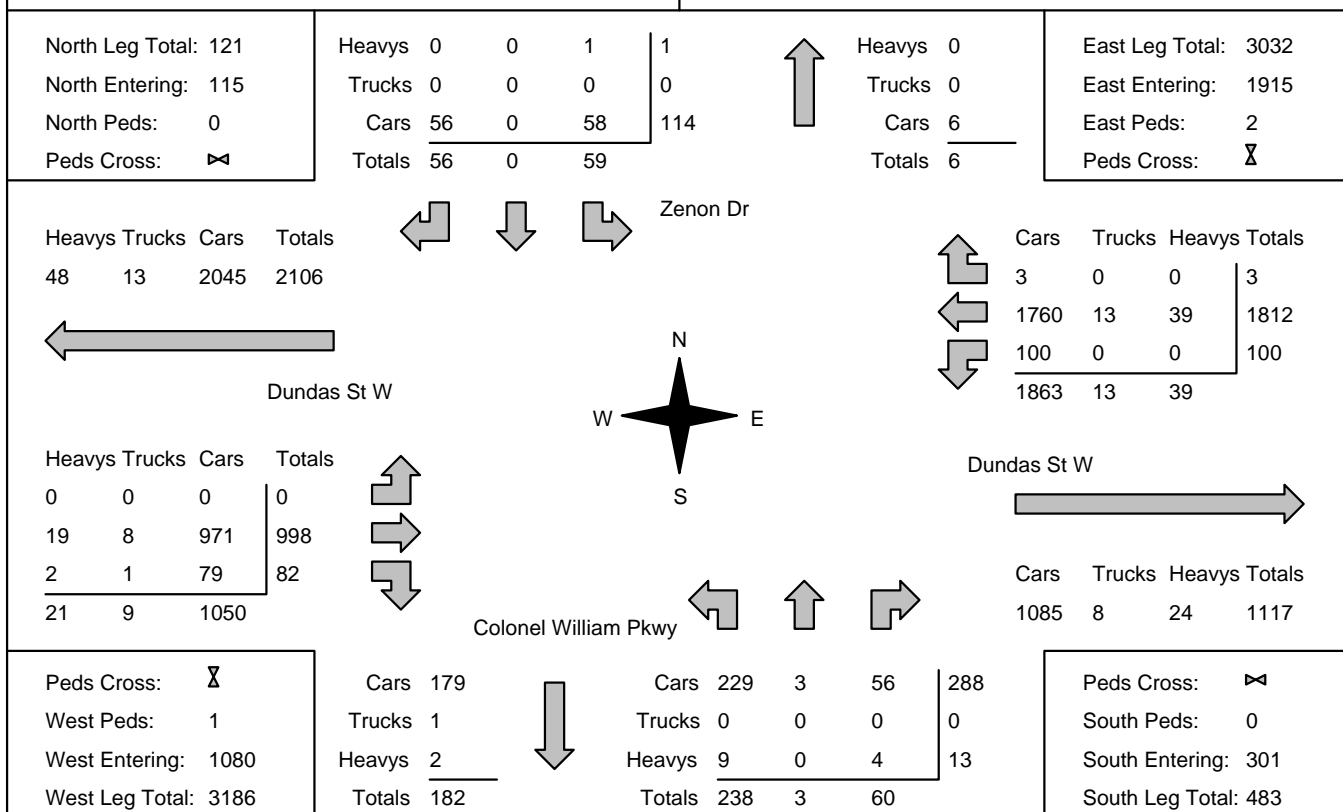 North Leg Total: 121
North Entering: 115
North Peds: 0
Peds Cross:
Heavys 0 0 1 1
Trucks 0 0 0 0
Cars 56 0 58 114
Totals 56 0 59
Heavys 0
Trucks 0
Cars 6
Totals 6
East Leg Total: 3032
East Entering: 1915
East Peds: 2
Peds Cross:
Zenon Dr
Heavys Trucks Cars Totals
48 13 2045 2106
Cars Trucks Heavys Totals
3 0 0 3
1760 13 39 1812
100 0 0 100
1863 13 39
Dundas St W
N
W E
S
Heavys Trucks Cars Totals
0 0 0 0
19 8 971 998
2 1 79 82
21 9 1050
Dundas St W
Cars Trucks Heavys Totals
1085 8 24 1117
Colonel William Pkwy
Peds Cross:
West Peds: 1
West Entering: 1080
West Leg Total: 3186
Cars 179
Trucks 1
Heavys 2
Totals 182
Cars 229 3 56 288
Trucks 0 0 0 0
Heavys 9 0 4 13
Totals 238 3 60
Peds Cross:
South Peds: 0
South Entering: 301
South Leg Total: 483